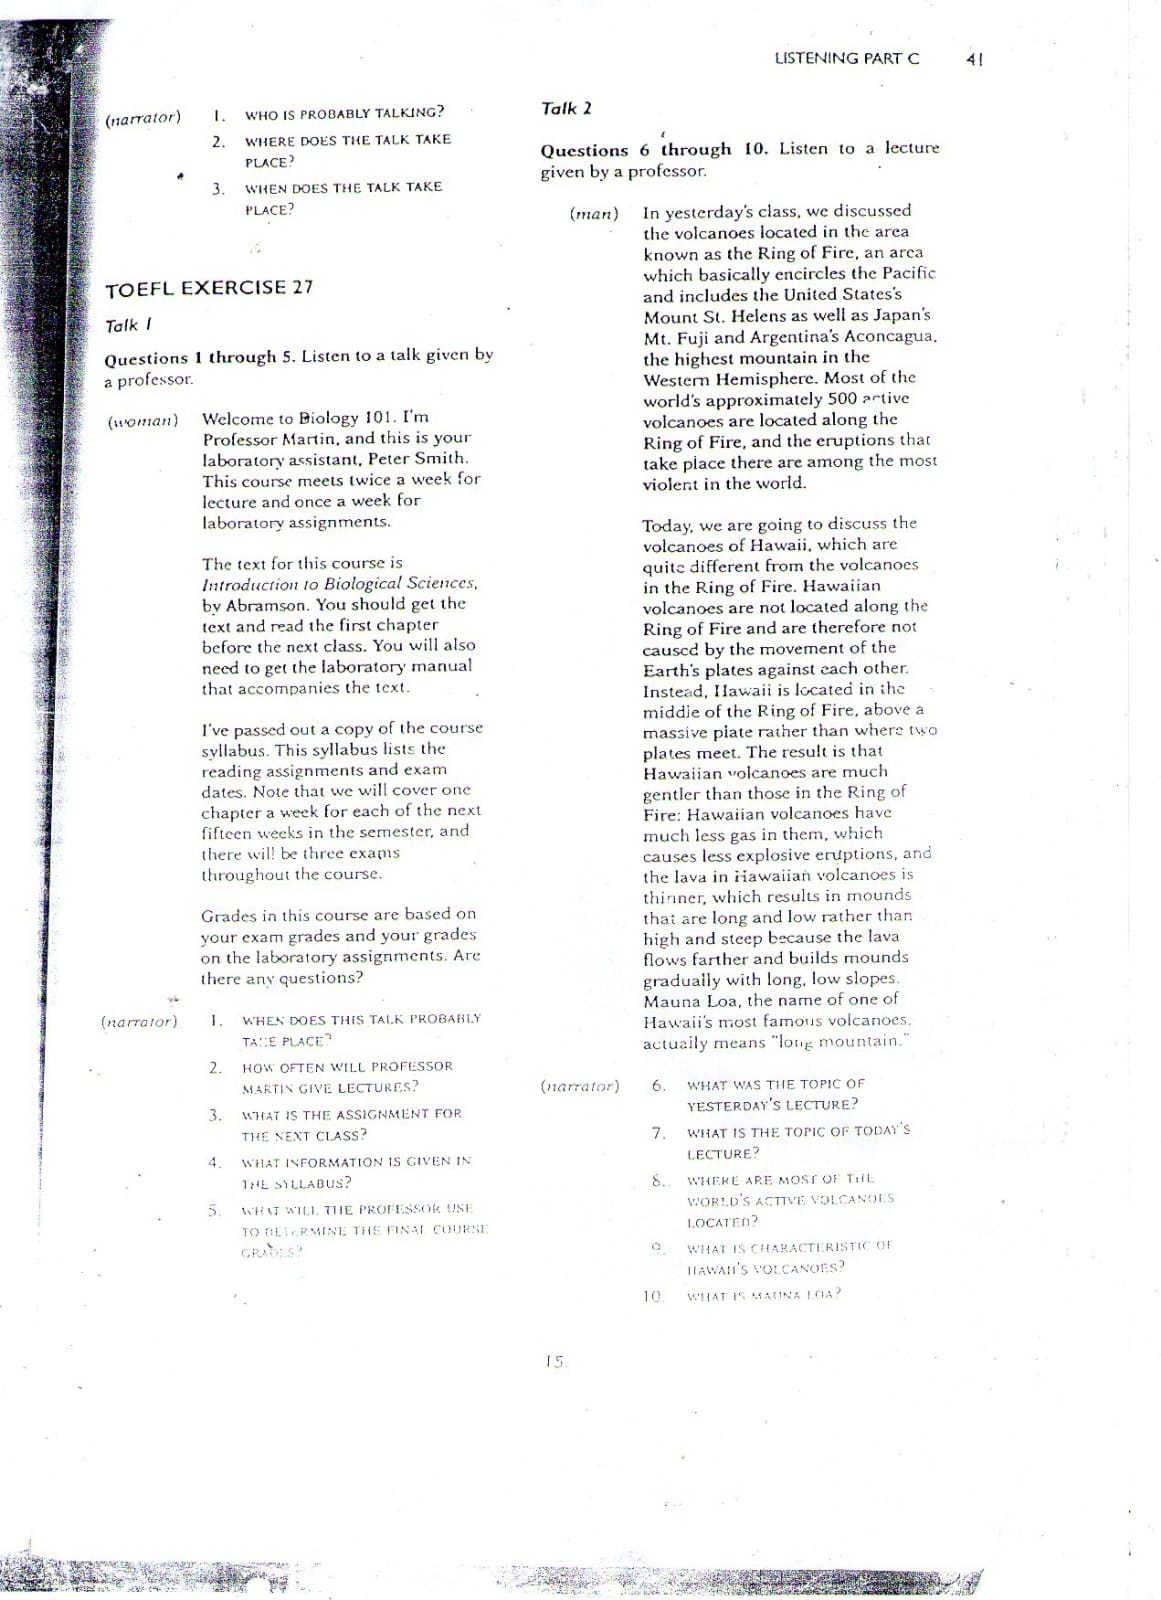 LISTENING PART C 41
(narrator) 1. WHO IS PROBABLY TALKING?
2. WHERE DOES THE TALK TAKE
PLACE?
3. WHEN DOES THE TALK TAKE
PLACE?
TOEFL EXERCISE 27
Talk 1
Questions 1 through 5. Listen to a talk given by
a professor.
(woman) Welcome to Biology 101. I'm
Professor Martin, and this is your
laboratory assistant, Peter Smith.
This course meets twice a week for
lecture and once a week for
laboratory assignments.
The text for this course is
Introduction to Biological Sciences,
by Abramson. You should get the
text and read the first chapter
before the next class. You will also
need to get the laboratory manual
that accompanies the text.
I've passed out a copy of the course
syllabus. This syllabus lists the
reading assignments and exam
dates. Note that we will cover one
chapter a week for each of the next
fifteen weeks in the semester, and
there will be three exams
throughout the course.
Grades in this course are based on
your exam grades and your grades
on the laboratory assignments. Are
there any questions?
(narrator) 1. WHEN DOES THIS TALK PROBABLY
TAKE PLACE?
2. HOW OFTEN WILL PROFESSOR
MARTIN GIVE LECTURES?
3. WHAT IS THE ASSIGNMENT FOR
THE NEXT CLASS?
4. WHAT INFORMATION IS GIVEN IN
THE SYLLABUS?
5. WHAT WILL THE PROFESSOR USE
TO DETERMINE THE FINAL COURSE
GRADES?
Talk 2
Questions 6 through 10. Listen to a lecture
given by a professor.
(man) In yesterday's class, we discussed
the volcanoes located in the area
known as the Ring of Fire, an area
which basically encircles the Pacific
and includes the United States's
Mount St. Helens as well as Japan's
Mt. Fuji and Argentina's Aconcagua,
the highest mountain in the
Western Hemisphere. Most of the
world's approximately 500 active
volcanoes are located along the
Ring of Fire, and the eruptions that
take place there are among the most
violent in the world.
Today, we are going to discuss the
volcanoes of Hawaii, which are
quite different from the volcanoes
in the Ring of Fire. Hawaiian
volcanoes are not located along the
Ring of Fire and are therefore not
caused by the movement of the
Earth's plates against each other.
Instead, Hawaii is located in the
middle of the Ring of Fire, above a
massive plate rather than where two
plates meet. The result is that
Hawaiian volcanoes are much
gentler than those in the Ring of
Fire: Hawaiian volcanoes have
much less gas in them, which
causes less explosive eruptions, and
the lava in Hawaiian volcanoes is
thinner, which results in mounds
that are long and low rather than
high and steep because the lava
flows farther and builds mounds
gradually with long, low slopes.
Mauna Loa, the name of one of
Hawaii's most famous volcanoes,
actually means "long mountain."
(narrator) 6. WHAT WAS THE TOPIC OF
YESTERDAY'S LECTURE?
7. WHAT IS THE TOPIC OF TODAY'S
LECTURE?
8. WHERE ARE MOST OF THE
WORLD'S ACTIVE VOLCANOES
LOCATED?
9. WHAT IS CHARACTERISTIC OF
HAWAII'S VOLCANOES?
10. WHAT IS MAUNA LOA?
15.